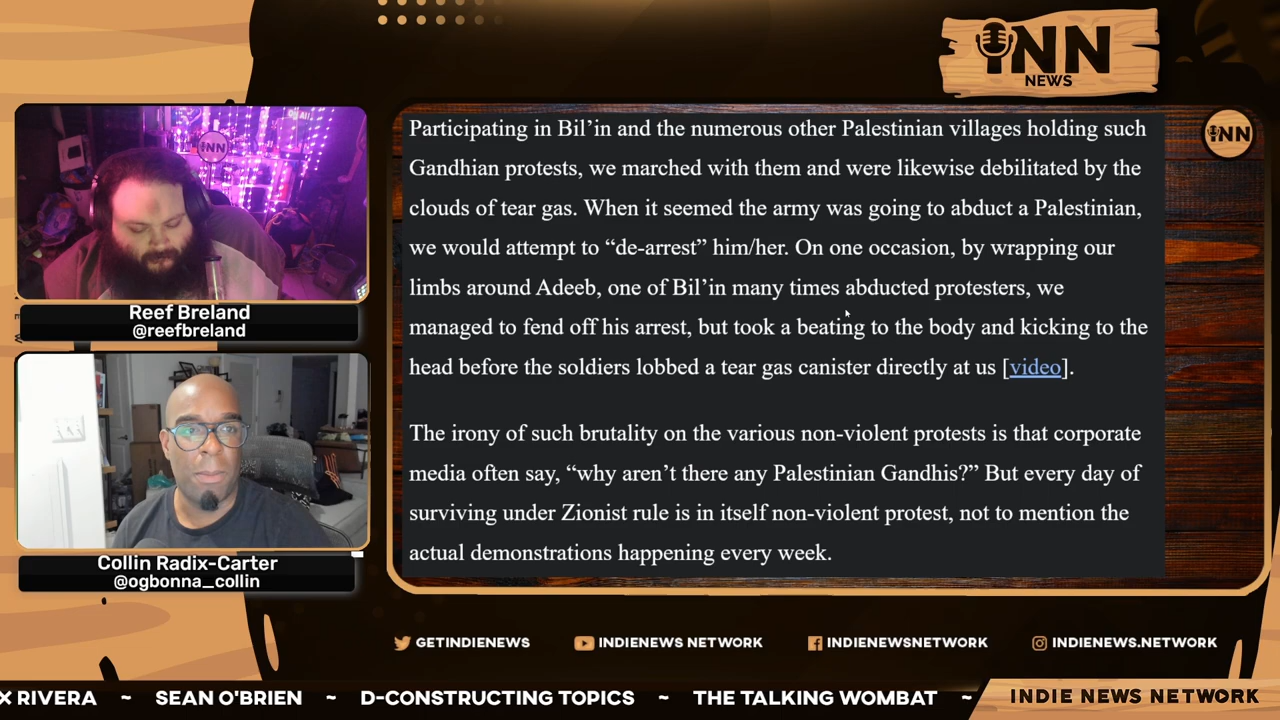 iNN
NEWS
iNN
iNN
Participating in Bil’in and the numerous other Palestinian villages holding such
Gandhian protests, we marched with them and were likewise debilitated by the
clouds of tear gas. When it seemed the army was going to abduct a Palestinian,
we would attempt to “de-arrest” him/her. On one occasion, by wrapping our
limbs around Adeeb, one of Bil’in many times abducted protesters, we
managed to fend off his arrest, but took a beating to the body and kicking to the
head before the soldiers lobbed a tear gas canister directly at us [video].
The irony of such brutality on the various non-violent protests is that corporate
media often say, “why aren’t there any Palestinian Gandhis?” But every day of
surviving under Zionist rule is in itself non-violent protest, not to mention the
actual demonstrations happening every week.
Reef Breland
@reefbreland
Collin Radix-Carter
@ogbonna_collin
GETINDIENEWS
INDIENEWS NETWORK
INDIENEWSNETWORK
INDIENEWS.NETWORK
X RIVERA ~ SEAN O'BRIEN ~ D-CONSTRUCTING TOPICS ~ THE TALKING WOMBAT ~
INDIE NEWS NETWORK